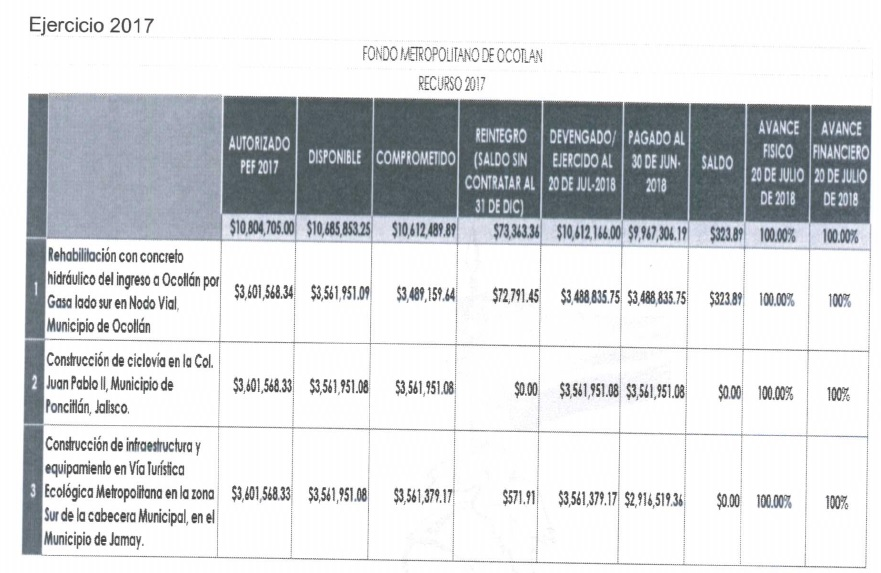 Ejercicio 2017
FONDO METROPOLITANO DE OCOTLAN
RECURSO 2017
AUTORIZADO PEF 2017 DISPONIBLE COMPROMETIDO REINTEGRO (SALDO SIN CONTRATAR AL 31 DE DIC) DEVENGADO/ EJERCIDO AL 20 DE JUL-2018 PAGADO AL 30 DE JUN-2018 SALDO AVANCE FISICO 20 DE JULIO DE 2018 AVANCE FINANCIERO 20 DE JULIO DE 2018
$10,804,705.00 $10,685,853.25 $10,612,489.89 $73,363.36 $10,612,166.00 $9,967,306.19 $323.89 100.00% 100.00%
Rehabilitación con concreto
hidráulico del ingreso a Ocotlán por
1 Gasa lado sur en Nodo Vial, $3,601,568.34 $3,561,951.09 $3,489,159.64 $72,791.45 $3,488,835.75 $3,488,835.75 $323.89 100.00% 100%
Municipio de Ocotlán
Construcción de ciclovía en la Col.
2 Juan Pablo II, Municipio de $3,601,568.33 $3,561,951.08 $3,561,951.08 $0.00 $3,561,951.08 $3,561,951.08 $0.00 100.00% 100%
Poncitlán, Jalisco.
Construcción de infraestructura y
equipamiento en Vía Turística
3 Ecológica Metropolitana en la zona $3,601,568.33 $3,561,951.08 $3,561,379.17 $571.91 $3,561,379.17 $2,916,519.36 $0.00 100.00% 100%
Sur de la cabecera Municipal, en el
Municipio de Jamay.